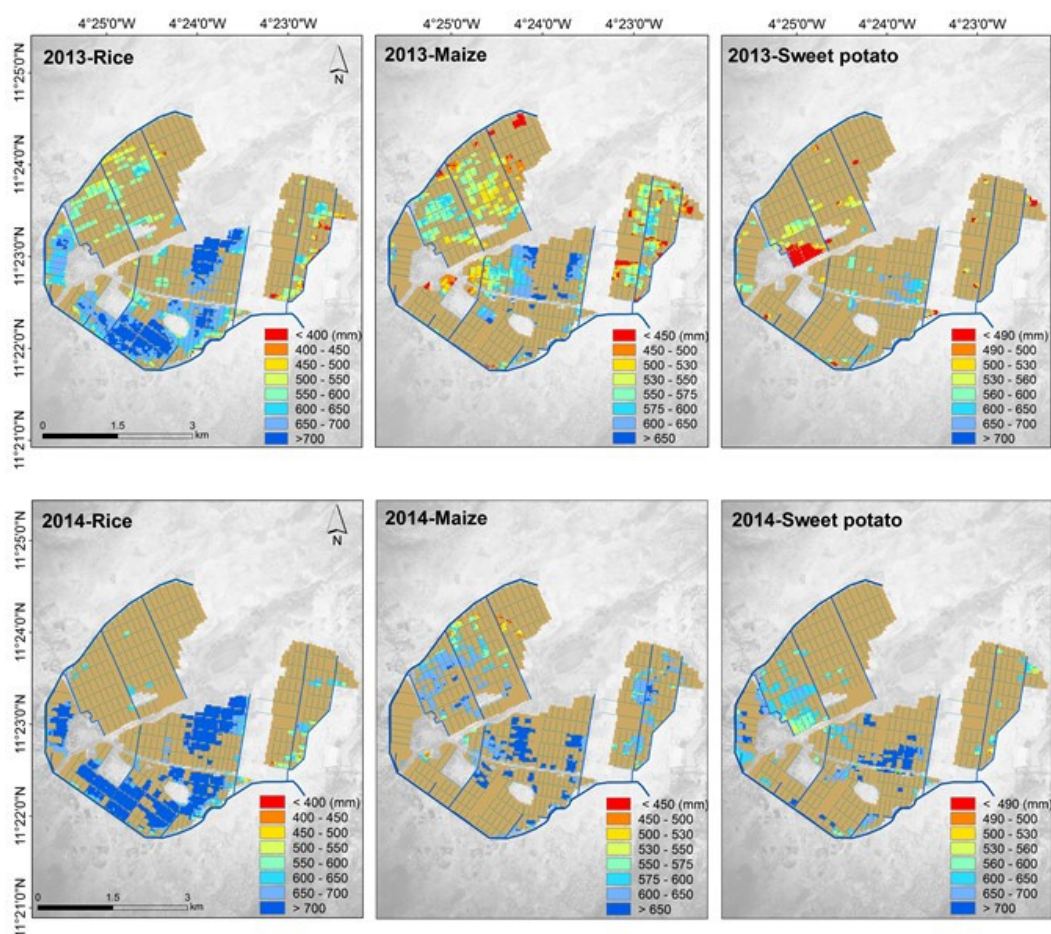 4°25'0"W 4°24'0"W 4°23'0"W 4°25'0"W 4°24'0"W 4°23'0"W 4°25'0"W 4°24'0"W 4°23'0"W
2013-Rice
N
11°25'0"N
11°24'0"N
11°23'0"N
11°22'0"N
11°21'0"N
< 400 (mm)
400 - 450
450 - 500
500 - 550
550 - 600
600 - 650
650 - 700
>700
0 1.5 3
km
2013-Maize
< 450 (mm)
450 - 500
500 - 530
530 - 550
550 - 575
575 - 600
600 - 650
> 650
2013-Sweet potato
< 490 (mm)
490 - 500
500 - 530
530 - 560
560 - 600
600 - 650
650 - 700
> 700
2014-Rice
N
11°25'0"N
11°24'0"N
11°23'0"N
11°22'0"N
11°21'0"N
< 400 (mm)
400 - 450
450 - 500
500 - 550
550 - 600
600 - 650
650 - 700
> 700
0 1.5 3
km
2014-Maize
< 450 (mm)
450 - 500
500 - 530
530 - 550
550 - 575
575 - 600
600 - 650
> 650
2014-Sweet potato
< 490 (mm)
490 - 500
500 - 530
530 - 560
560 - 600
600 - 650
650 - 700
> 700